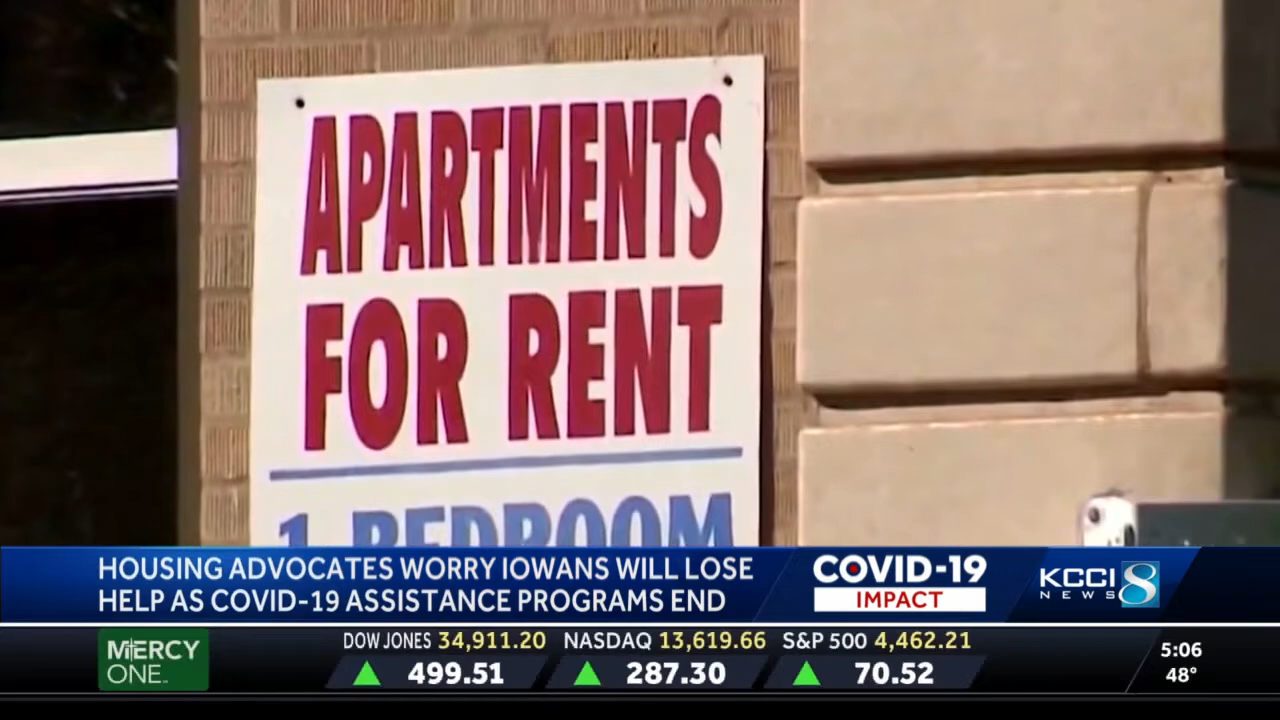 APARTMENTS
FOR RENT
1 BEDROOM
HOUSING ADVOCATES WORRY IOWANS WILL LOSE
HELP AS COVID-19 ASSISTANCE PROGRAMS END
COVID-19
IMPACT
KCCI 8
NEWS
MERCY
ONE
DOW JONES 34,911.20 NASDAQ 13,619.66 S&P 500 4,462.21
499.51 287.30 70.52
5:06
48°